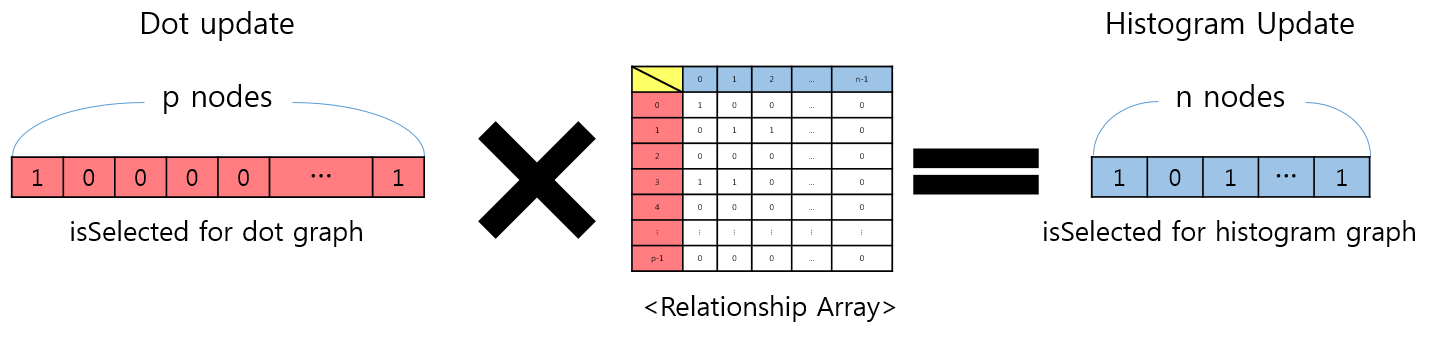 Dot update
p nodes
1 0 0 0 0 ... 1
isSelected for dot graph
0 1 2 ... n-1
0 1 0 0 ... 0
1 0 1 1 ... 0
2 0 0 0 ... 0
3 1 1 0 ... 0
4 0 0 0 ... 0
⋮ ⋮ ⋮ ⋮ ⋮ ⋮
p-1 0 0 0 ... 0
<Relationship Array>
Histogram Update
n nodes
1 0 1 ... 1
isSelected for histogram graph